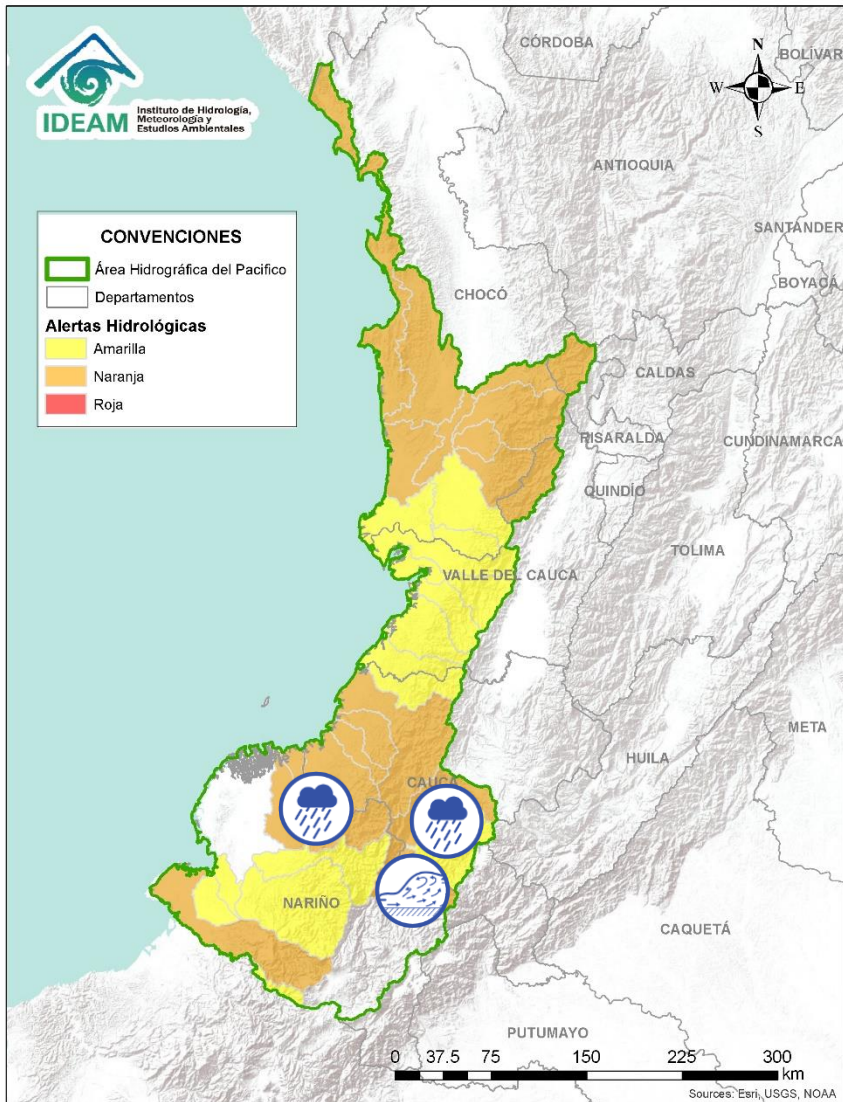 IDEAM
Instituto de Hidrología,
Meteorología y
Estudios Ambientales
CÓRDOBA
BOLÍVAR
N
W
E
S
ANTIOQUIA
SANTANDER
BOYACÁ
CONVENCIONES
Área Hidrográfica del Pacifico
Departamentos
Alertas Hidrológicas
Amarilla
Naranja
Roja
CHOCÓ
CALDAS
RISARALDA
CUNDINAMARCA
QUINDÍO
TOLIMA
VALLE DEL CAUCA
META
HUILA
CAUCA
NARIÑO
CAQUETÁ
PUTUMAYO
0 37.5 75 150 225 300
km
Sources: Esri, USGS, NOAA